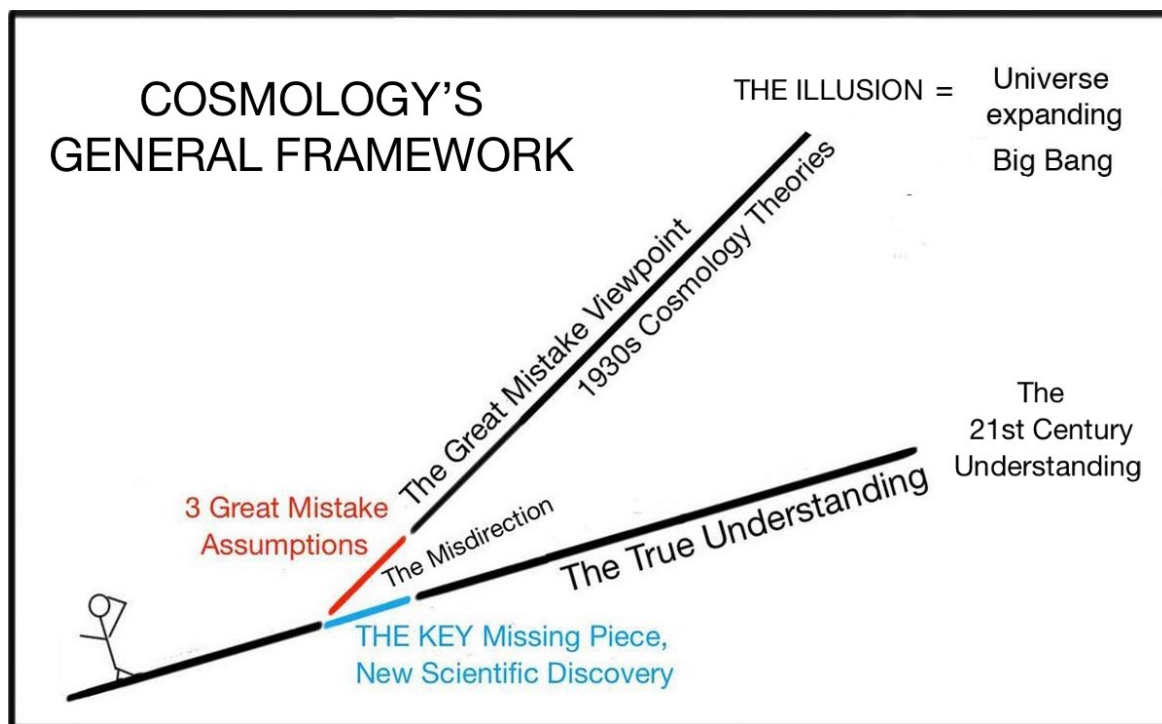 COSMOLOGY'S
GENERAL FRAMEWORK
THE ILLUSION =
Universe
expanding
Big Bang
The Great Mistake Viewpoint
1930s Cosmology Theories
The
21st Century
Understanding
3 Great Mistake
Assumptions
The Misdirection
The True Understanding
THE KEY Missing Piece,
New Scientific Discovery